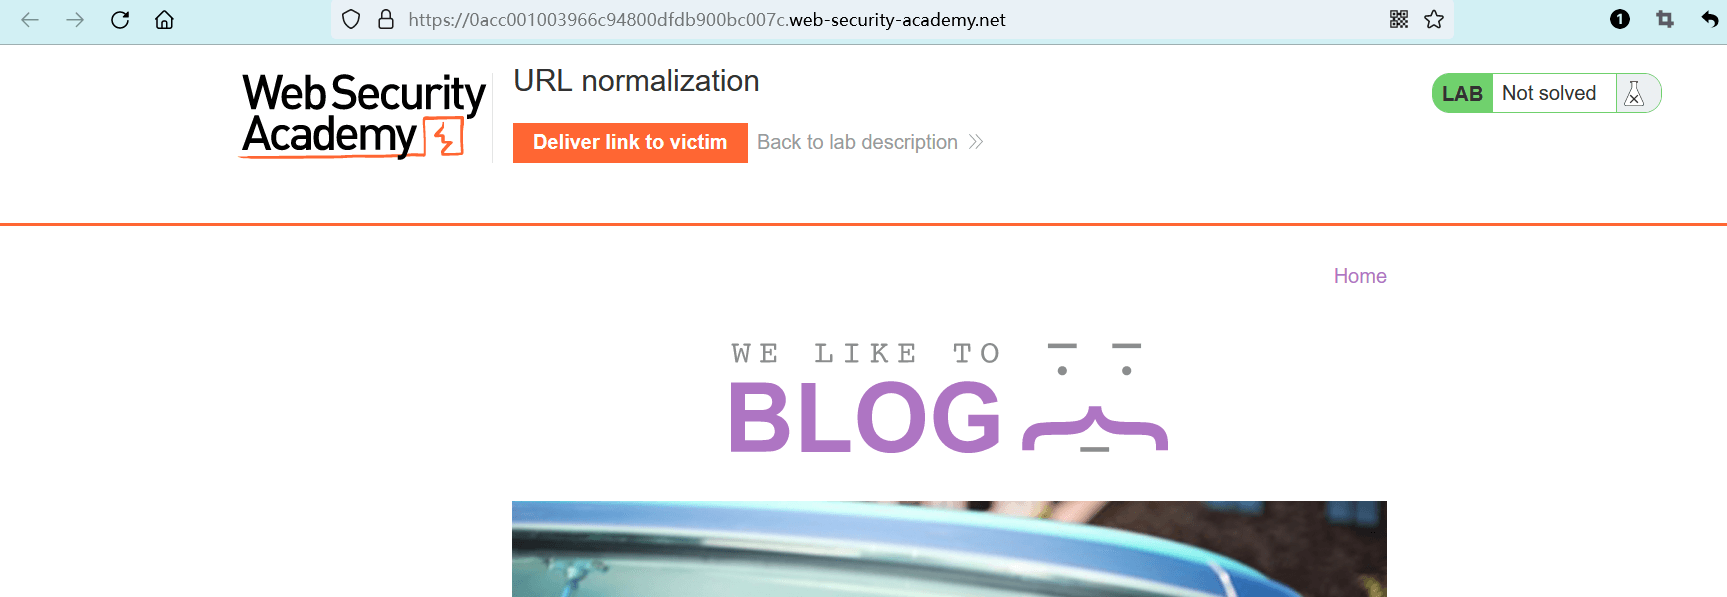 https://0acc001003966c94800dfdb900bc007c.web-security-academy.net
1
Web Security
Academy
URL normalization
LAB Not solved
Deliver link to victim Back to lab description
Home
WE LIKE TO
BLOG